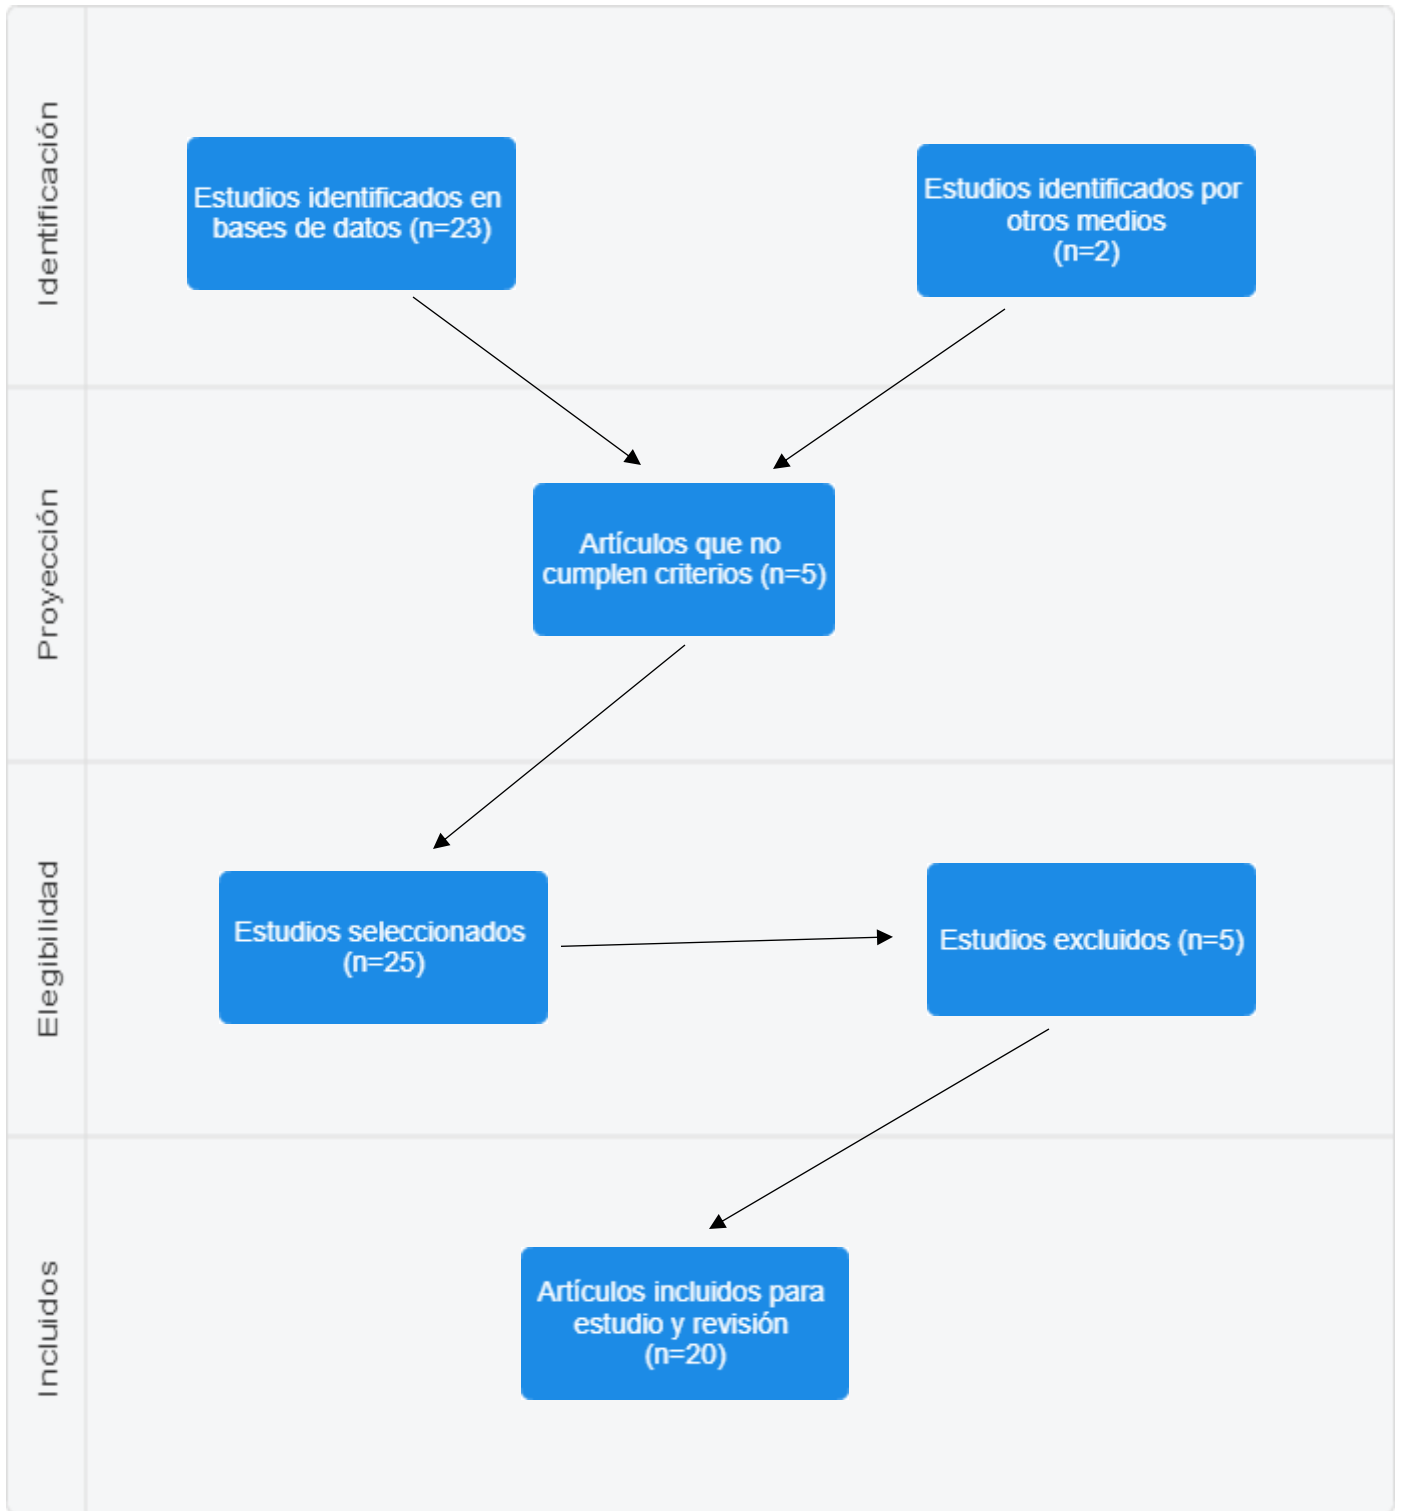 Identificación
Estudios identificados en
bases de datos (n=23)
Estudios identificados por
otros medios
(n=2)
Proyección
Artículos que no
cumplen criterios (n=5)
Elegibilidad
Estudios seleccionados
(n=25)
Estudios excluidos (n=5)
Incluidos
Artículos incluidos para
estudio y revisión
(n=20)